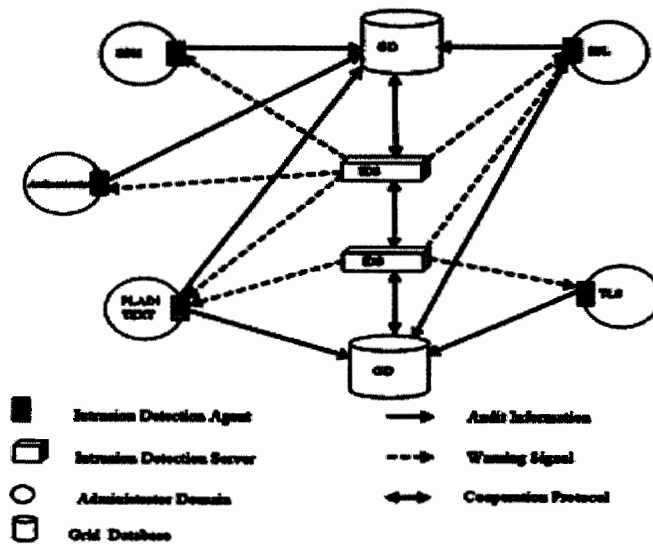 GD
SSL
IDS
IDS
PLAIN
TEXT
TLS
GD
Intrusion Detection Agent
Audit Information
Intrusion Detection Server
Warning Signal
Administrator Domain
Cooperation Protocol
Grid Database